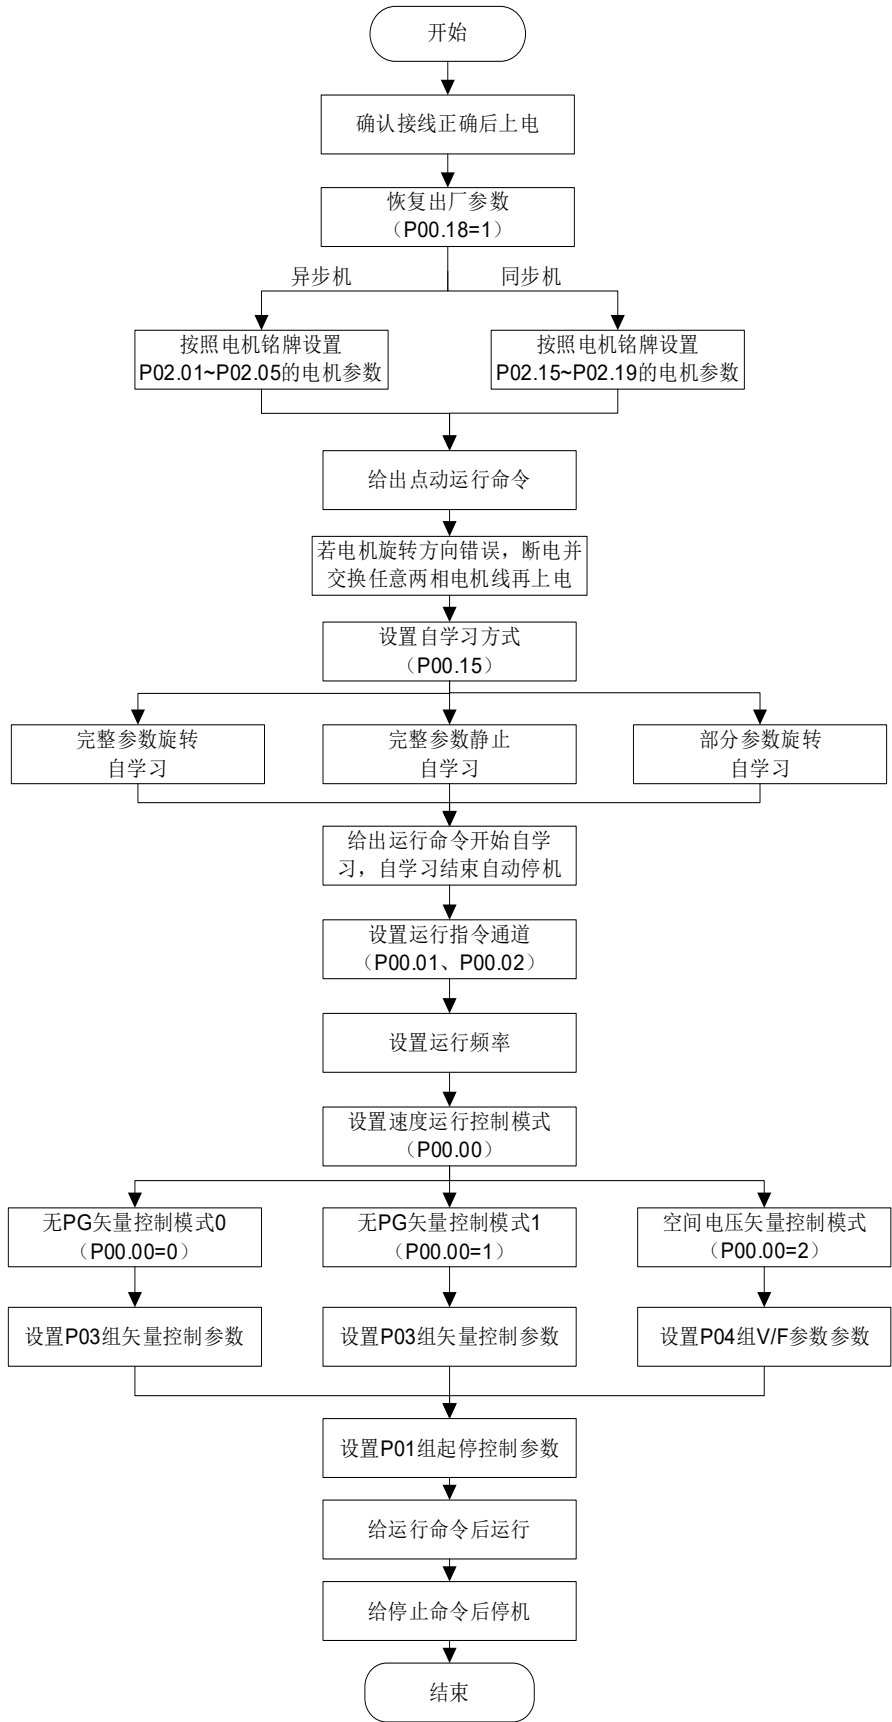 开始
确认接线正确后上电
恢复出厂参数
（P00.18=1）
异步机
同步机
按照电机铭牌设置
P02.01~P02.05的电机参数
按照电机铭牌设置
P02.15~P02.19的电机参数
给出点动运行命令
若电机旋转方向错误，断电并
交换任意两相电机线再上电
设置自学习方式
（P00.15）
完整参数旋转
自学习
完整参数静止
自学习
部分参数旋转
自学习
给出运行命令开始自学
习，自学习结束自动停机
设置运行指令通道
（P00.01、P00.02）
设置运行频率
设置速度运行控制模式
（P00.00）
无PG矢量控制模式0
（P00.00=0）
无PG矢量控制模式1
（P00.00=1）
空间电压矢量控制模式
（P00.00=2）
设置P03组矢量控制参数
设置P03组矢量控制参数
设置P04组V/F参数参数
设置P01组起停控制参数
给运行命令后运行
给停止命令后停机
结束